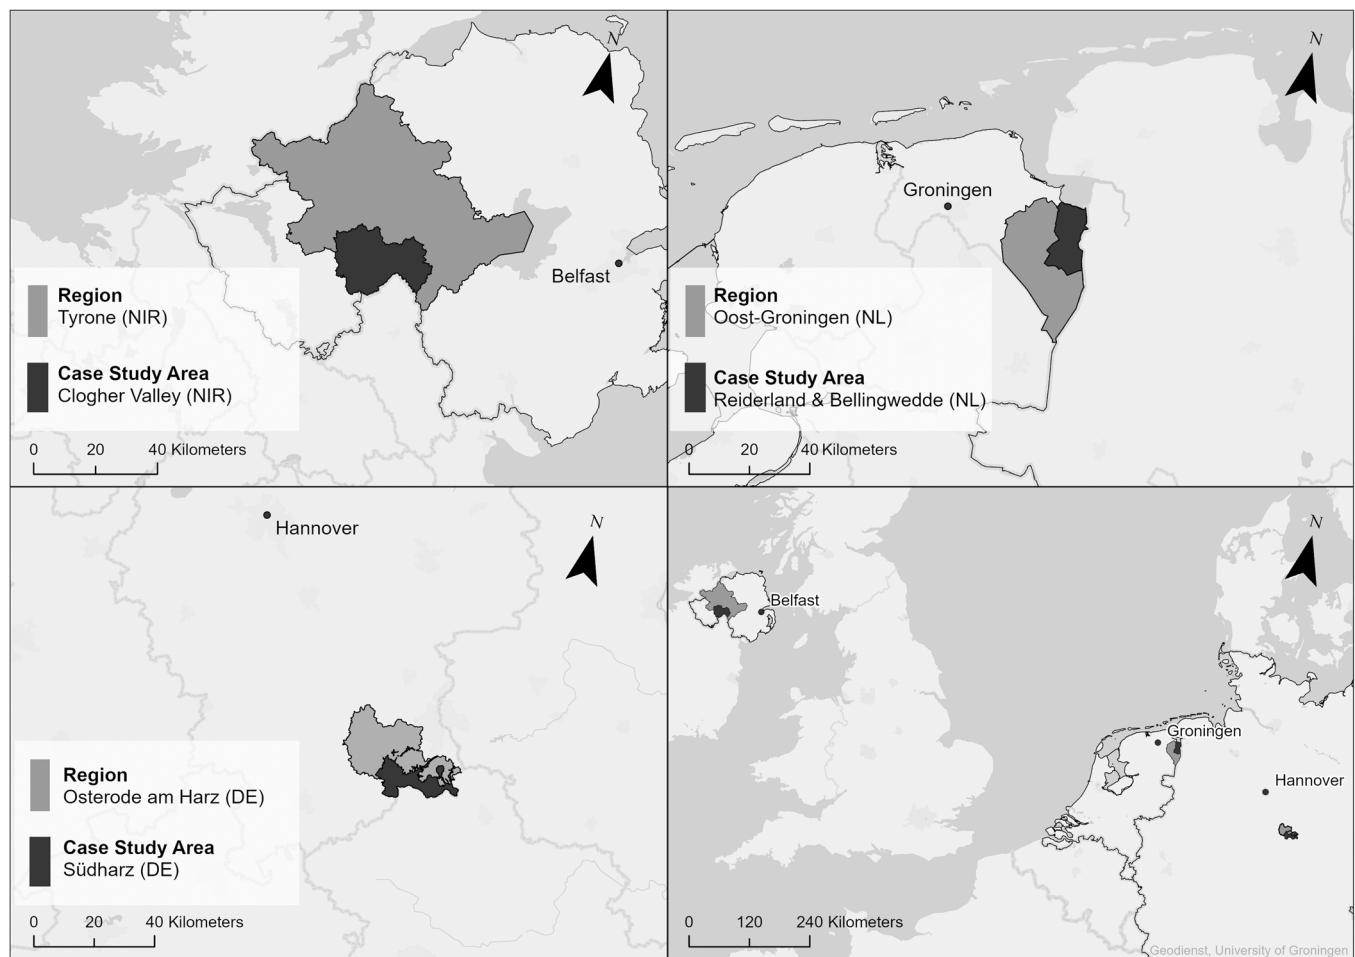 N
Belfast
Region
Tyrone (NIR)
Case Study Area
Clogher Valley (NIR)
0 20 40 Kilometers
N
Groningen
Region
Oost-Groningen (NL)
Case Study Area
Reiderland & Bellingwedde (NL)
0 20 40 Kilometers
Hannover
N
Region
Osterode am Harz (DE)
Case Study Area
Südharz (DE)
0 20 40 Kilometers
N
Belfast
Groningen
Hannover
0 120 240 Kilometers
Geodienst, University of Groningen